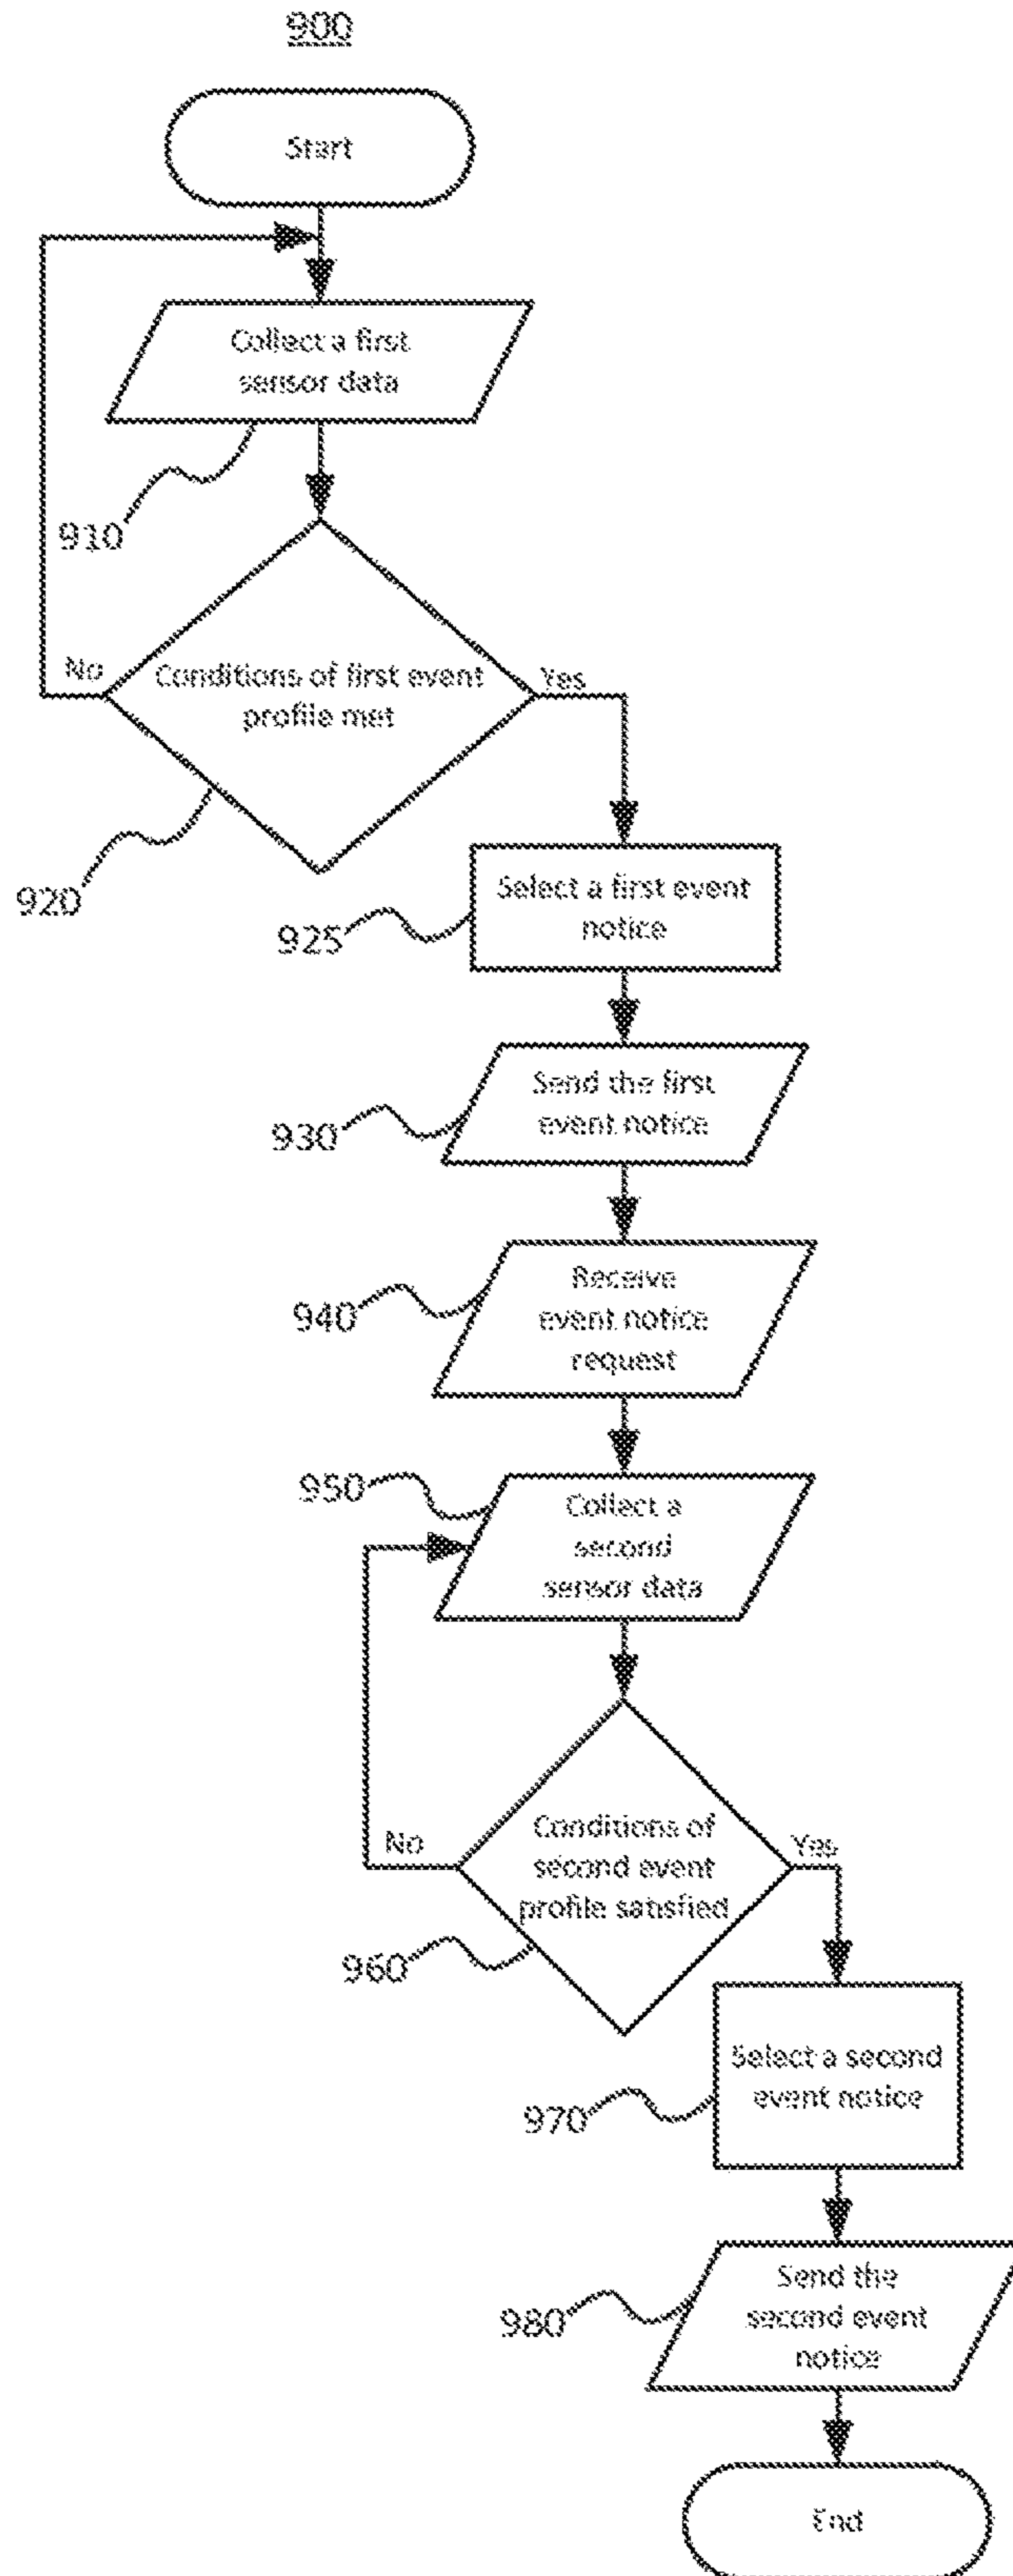 900
Start
Collect a first
sensor data
910
Conditions of first event
profile met
No
Yes
920
Select a first event
notice
925
Send the first
event notice
930
Receive
event notice
request
940
950
Collect a
second
sensor data
Conditions of
second event
profile satisfied
No
Yes
960
Select a second
event notice
970
Send the
second event
notice
980
End